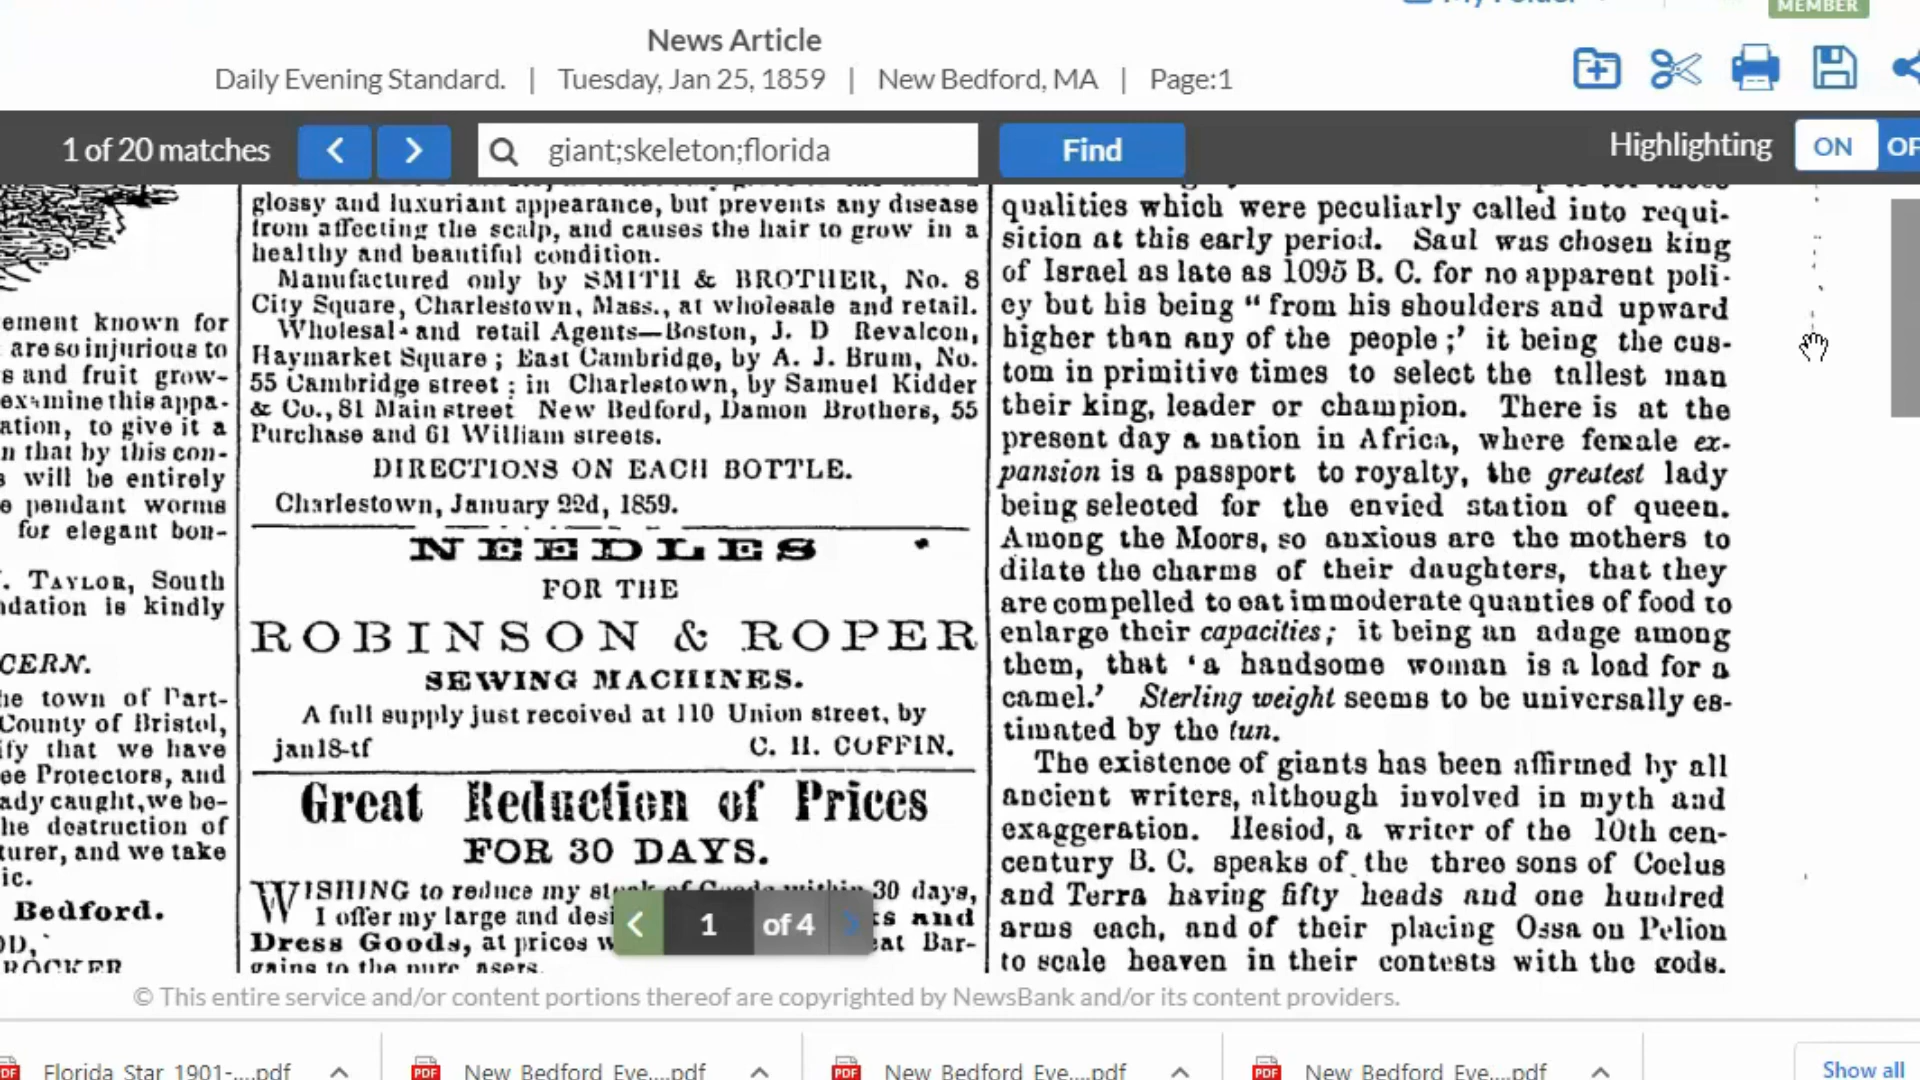 My Folder
MEMBER
News Article
Daily Evening Standard. | Tuesday, Jan 25, 1859 | New Bedford, MA | Page:1
1 of 20 matches
giant;skeleton;florida
Find
Highlighting
ON
OF
ement known for
are so injurious to
s and fruit grow-
examine this appa-
ation, to give it a
n that by this con-
s will be entirely
e pendant worms
for elegant bon-
. TAYLOR, South
ndation is kindly
CERN.
he town of Part-
County of Bristol,
ify that we have
ee Protectors, and
ady caught, we be-
he destruction of
turer, and we take
ic.
Bedford.
OD,
ROCKER
glossy and luxuriant appearance, but prevents any disease
from affecting the scalp, and causes the hair to grow in a
healthy and beautiful condition.
Manufactured only by SMITH & BROTHER, No. 8
City Square, Charlestown, Mass., at wholesale and retail.
Wholesal- and retail Agents—Boston, J. D Revalcon,
Haymarket Square; East Cambridge, by A. J. Brum, No.
55 Cambridge street; in Charlestown, by Samuel Kidder
& Co., 81 Main street New Bedford, Damon Brothers, 55
Purchase and 61 William streets.
DIRECTIONS ON EACH BOTTLE.
Charlestown, January 22d, 1859.
NEEDLES
FOR THE
ROBINSON & ROPER
SEWING MACHINES.
A full supply just received at 110 Union street, by
jan18-tf C. H. COFFIN.
Great Reduction of Prices
FOR 30 DAYS.
WISHING to reduce my stock of Goods within 30 days,
I offer my large and desi ks and
Dress Goods, at prices w eat Bar-
gains to the purc asers.
qualities which were peculiarly called into requi-
sition at this early period. Saul was chosen king
of Israel as late as 1095 B. C. for no apparent poli-
cy but his being "from his shoulders and upward
higher than any of the people;' it being the cus-
tom in primitive times to select the tallest man
their king, leader or champion. There is at the
present day a nation in Africa, where female ex-
pansion is a passport to royalty, the greatest lady
being selected for the envied station of queen.
Among the Moors, so anxious are the mothers to
dilate the charms of their daughters, that they
are compelled to eat immoderate quanties of food to
enlarge their capacities; it being an adage among
them, that 'a handsome woman is a load for a
camel.' Sterling weight seems to be universally es-
timated by the tun.
The existence of giants has been affirmed by all
ancient writers, although involved in myth and
exaggeration. Hesiod, a writer of the 10th cen-
century B. C. speaks of the three sons of Coelus
and Terra having fifty heads and one hundred
arms each, and of their placing Ossa on Pelion
to scale heaven in their contests with the gods.
1 of 4
© This entire service and/or content portions thereof are copyrighted by NewsBank and/or its content providers.
Florida Star 1901-....pdf
New Bedford Eve....pdf
New Bedford Eve....pdf
New Bedford Eve....pdf
Show all